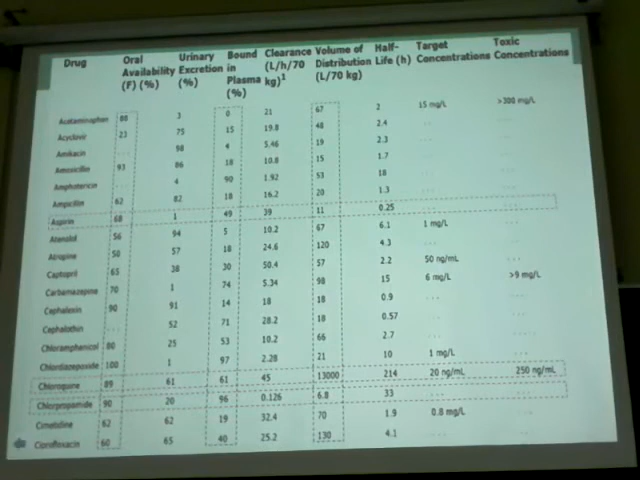 Drug Oral Availability (F) (%) Urinary Excretion (%) Bound in Plasma (%) Clearance (L/h/70 kg)1 Volume of Distribution (L/70 kg) Half-Life (h) Target Concentrations Toxic Concentrations
Acetaminophen 88 3 0 21 67 2 15 mg/L >300 mg/L
Acyclovir 23 75 15 19.8 48 2.4 ... ...
Amikacin ... 98 4 5.46 19 2.3 ... ...
Amoxicillin 93 86 18 10.8 15 1.7 ... ...
Amphotericin ... 4 90 1.92 53 18 ... ...
Ampicillin 62 82 18 16.2 20 1.3 ... ...
Aspirin 68 1 49 39 11 0.25 ... ...
Atenolol 56 94 5 10.2 67 6.1 1 mg/L ...
Atropine 50 57 18 24.6 120 4.3 ... ...
Captopril 65 38 30 50.4 57 2.2 50 ng/mL ...
Carbamazepine 70 1 74 5.34 98 15 6 mg/L >9 mg/L
Cephalexin 90 91 14 18 18 0.9 ... ...
Cephalothin ... 52 71 28.2 18 0.57 ... ...
Chloramphenicol 80 25 53 10.2 66 2.7 ... ...
Chlordiazepoxide 100 1 97 2.28 21 10 1 mg/L ...
Chloroquine 89 61 61 45 13000 214 20 ng/mL 250 ng/mL
Chlorpropamide 90 20 96 0.126 6.8 33 ... ...
Cimetidine 62 62 19 32.4 70 1.9 0.8 mg/L ...
Ciprofloxacin 60 65 40 25.2 130 4.1 ... ...